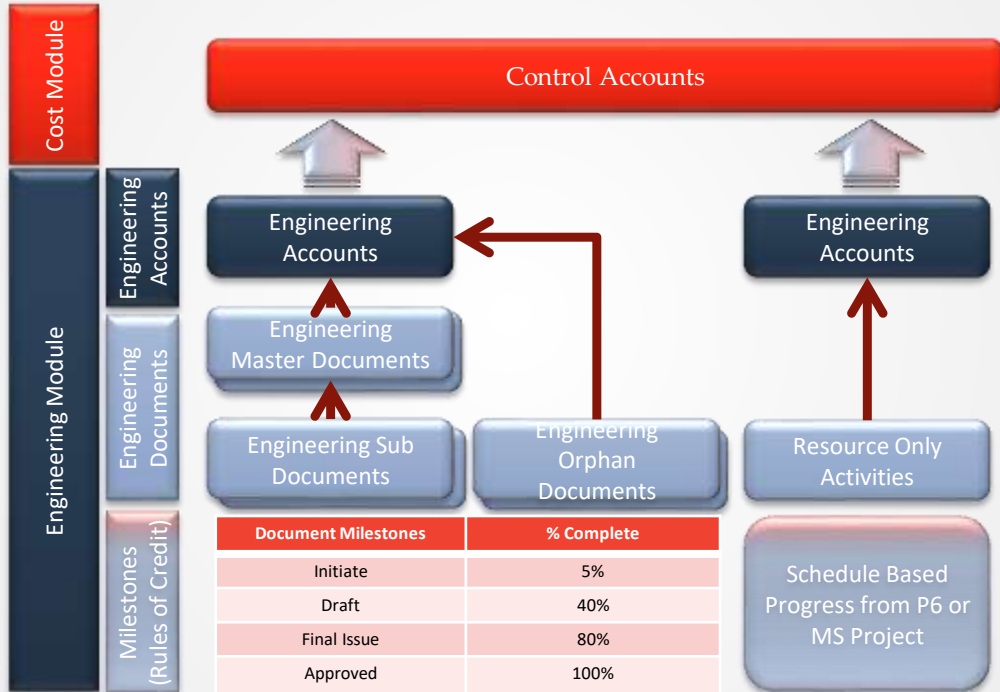 Cost Module
Control Accounts
Engineering Module
Engineering
Accounts
Engineering
Accounts
Engineering
Accounts
Engineering
Documents
Engineering
Master Documents
Engineering Sub
Documents
Engineering
Orphan
Documents
Resource Only
Activities
Milestones
(Rules of Credit)
Document Milestones % Complete
Initiate 5%
Draft 40%
Final Issue 80%
Approved 100%
Schedule Based
Progress from P6 or
MS Project